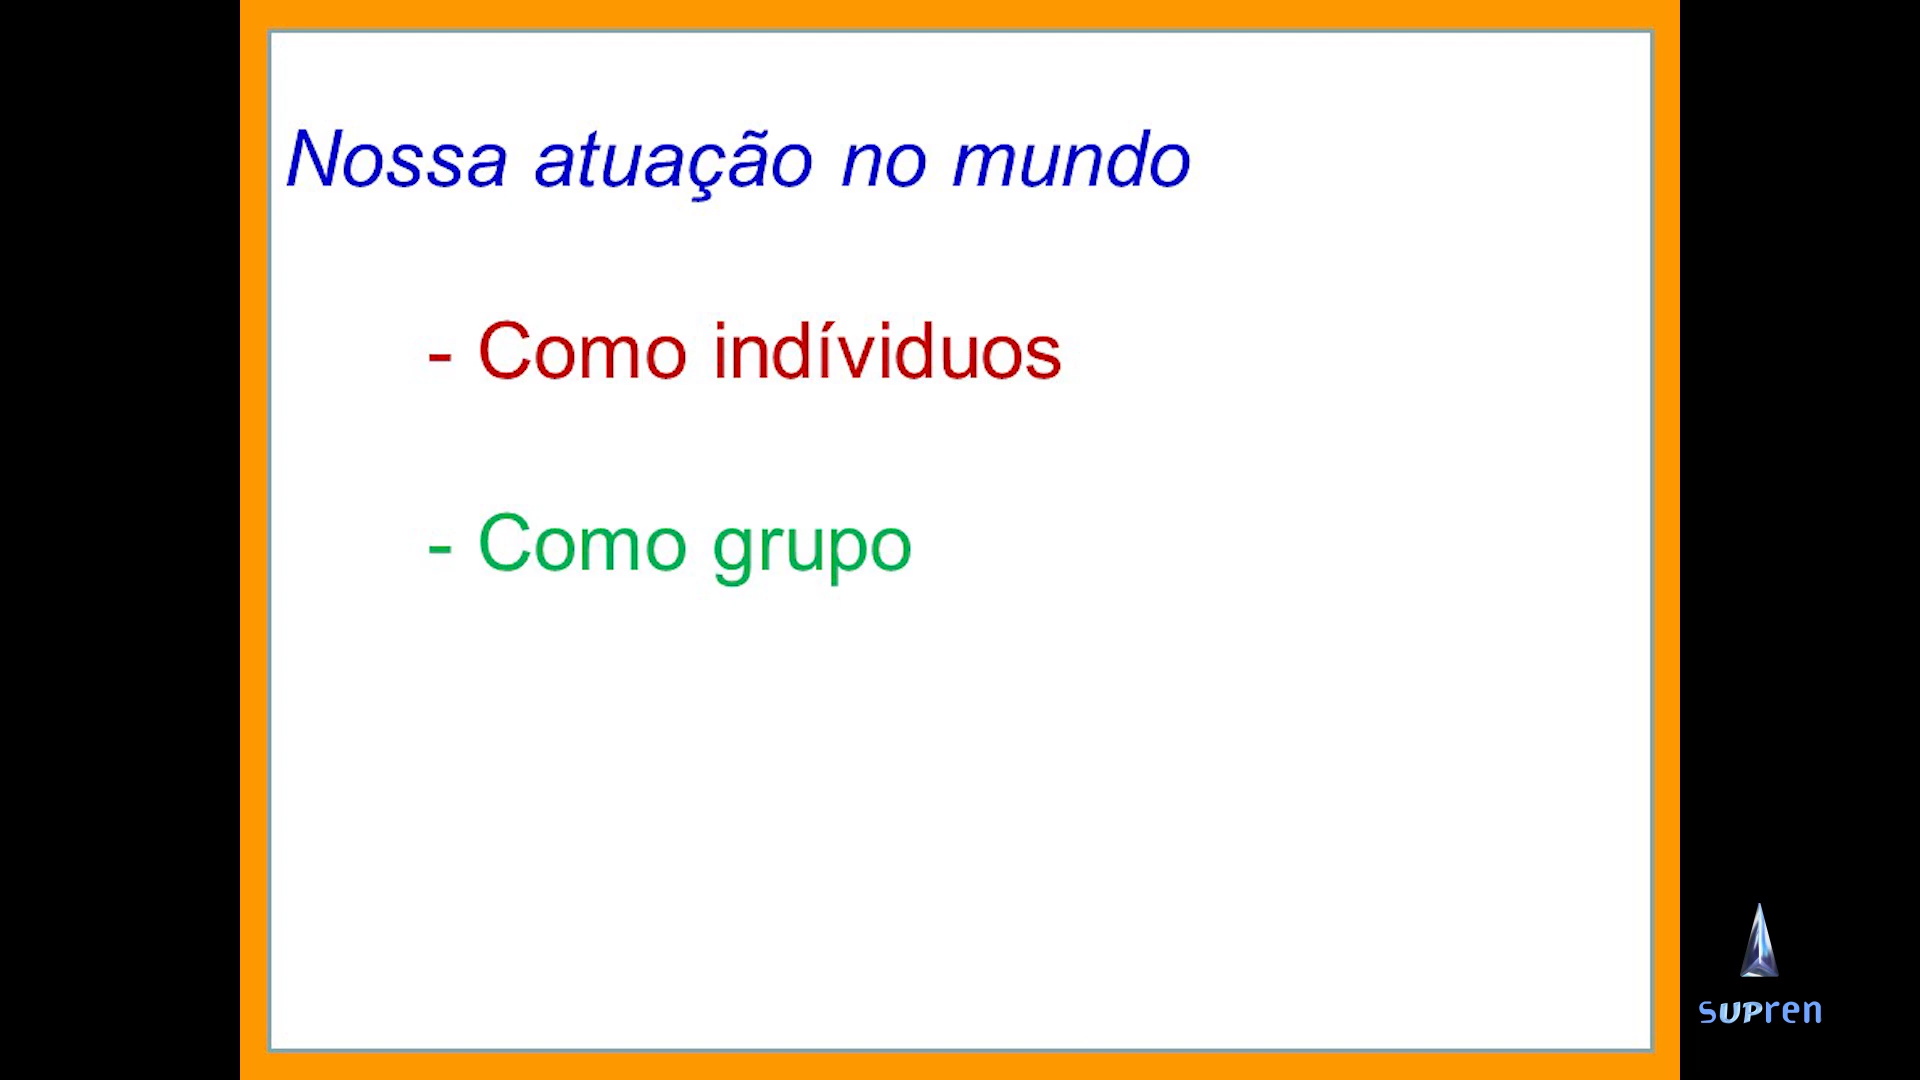 Nossa atuação no mundo
- Como indíviduos
- Como grupo
supren